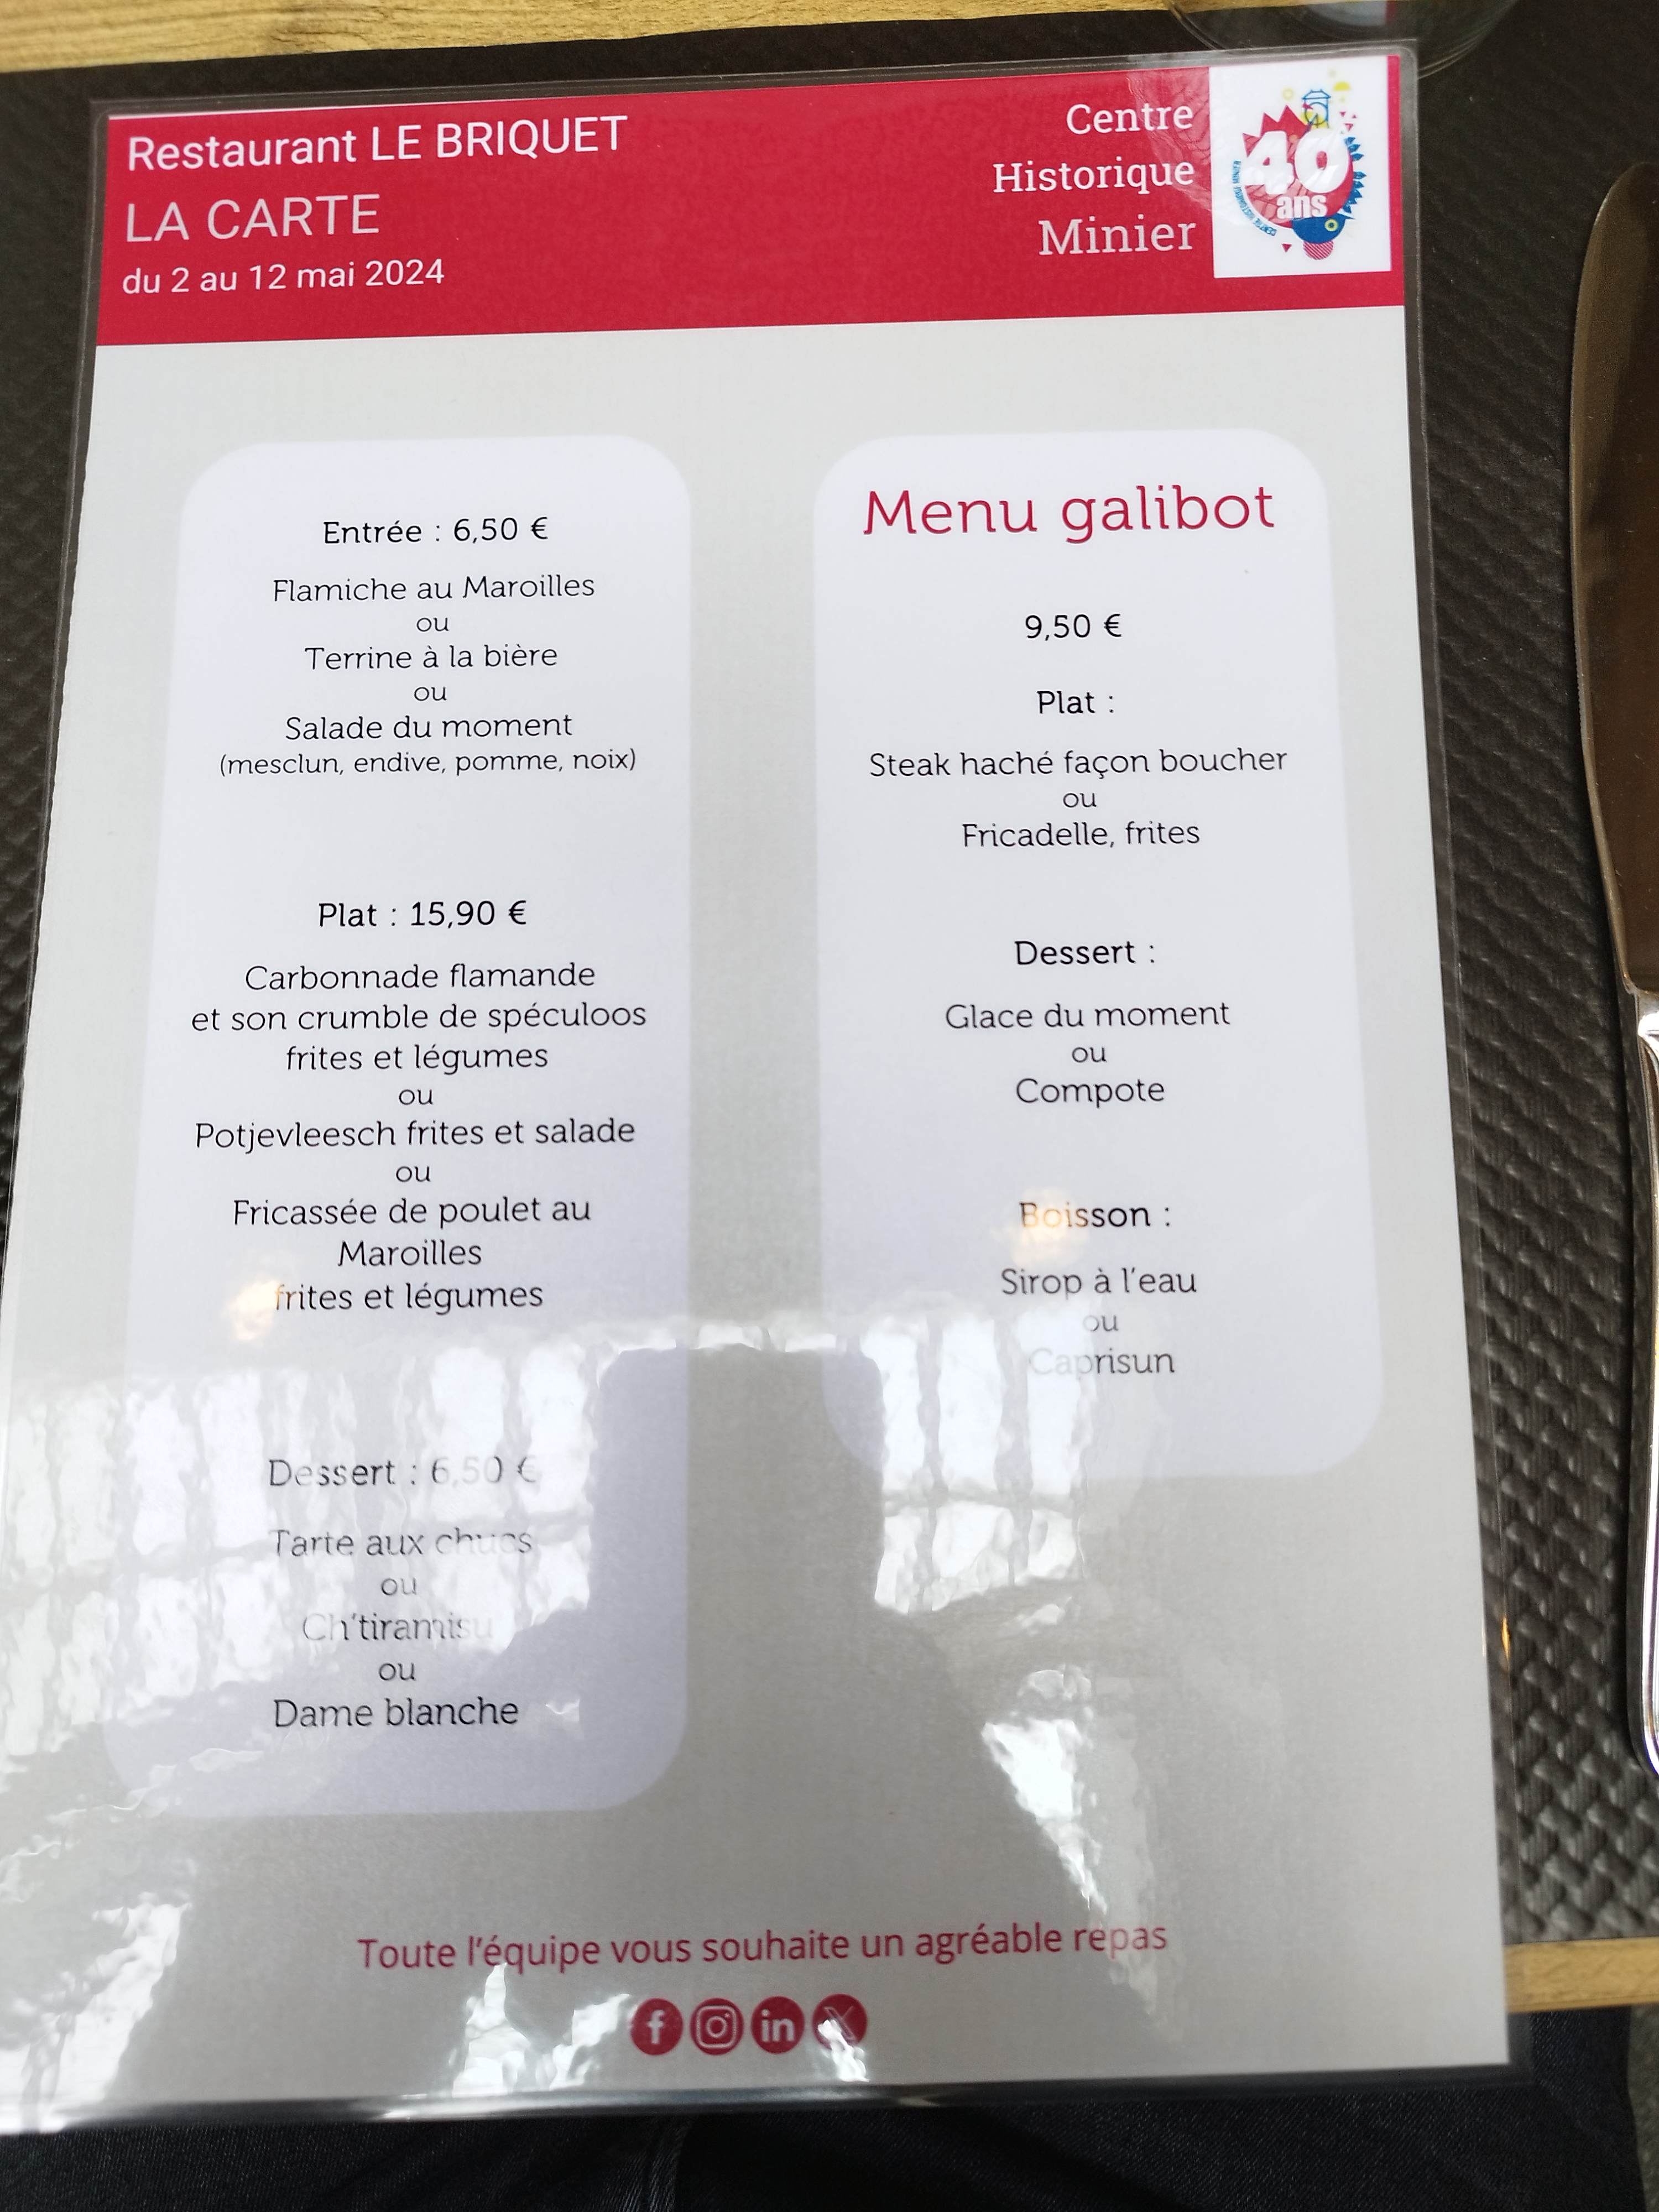 Restaurant LE BRIQUET
LA CARTE
du 2 au 12 mai 2024
Centre
Historique
Minier
40
ans
Entrée : 6,50 €
Flamiche au Maroilles
ou
Terrine à la bière
ou
Salade du moment
(mesclun, endive, pomme, noix)
Plat : 15,90 €
Carbonnade flamande
et son crumble de spéculoos
frites et légumes
ou
Potjevleesch frites et salade
ou
Fricassée de poulet au
Maroilles
frites et légumes
Dessert : 6,50 €
Tarte aux chucs
ou
Ch'tiramisu
ou
Dame blanche
Menu galibot
9,50 €
Plat :
Steak haché façon boucher
ou
Fricadelle, frites
Dessert :
Glace du moment
ou
Compote
Boisson :
Sirop à l'eau
ou
Caprisun
Toute l'équipe vous souhaite un agréable repas